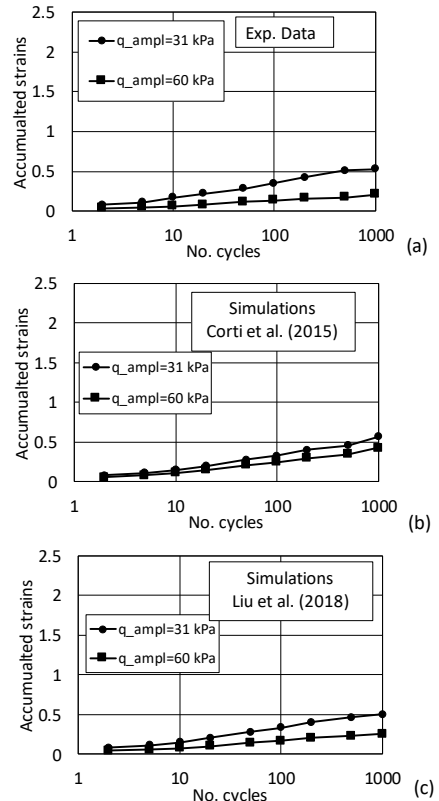 2.5
2
1.5
1
0.5
0
Accumualted strains
q_ampl=31 kPa
q_ampl=60 kPa
Exp. Data
1
10
100
1000
No. cycles
(a)
2.5
2
1.5
1
0.5
0
Accumualted strains
Simulations
Corti et al. (2015)
q_ampl=31 kPa
q_ampl=60 kPa
1
10
100
1000
No. cycles
(b)
2.5
2
1.5
1
0.5
0
Accumualted strains
Simulations
Liu et al. (2018)
q_ampl=31 kPa
q_ampl=60 kPa
1
10
100
1000
No. cycles
(c)